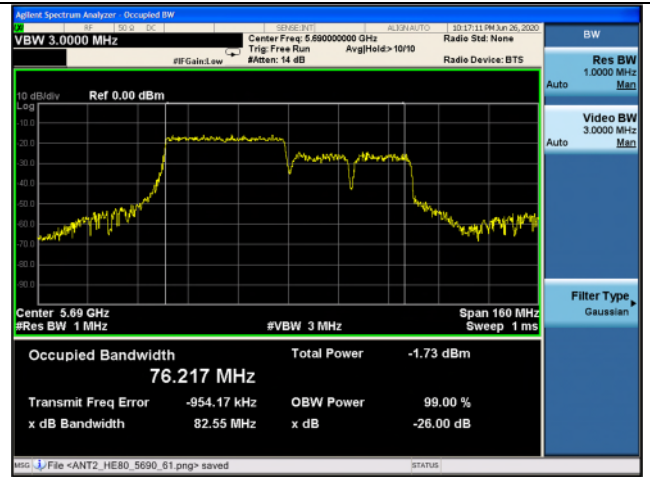 Agilent Spectrum Analyzer - Occupied BW
RF 50 Ω DC SENSE:INT ALIGNAUTO 10:17:11 PM Jun 26, 2020
VBW 3.0000 MHz Center Freq: 5.690000000 GHz Radio Std: None
Trig: Free Run Avg|Hold:> 10/10
#IFGain:Low #Atten: 14 dB Radio Device: BTS
BW
Res BW
1.0000 MHz
Auto Man
Video BW
3.0000 MHz
Auto Man
Filter Type
Gaussian
10 dB/div Ref 0.00 dBm
Log
-10.0
-20.0
-30.0
-40.0
-50.0
-60.0
-70.0
-80.0
-90.0
Center 5.69 GHz Span 160 MHz
#Res BW 1 MHz #VBW 3 MHz Sweep 1 ms
Occupied Bandwidth Total Power -1.73 dBm
76.217 MHz
Transmit Freq Error -954.17 kHz OBW Power 99.00 %
x dB Bandwidth 82.55 MHz x dB -26.00 dB
MSG File <ANT2_HE80_5690_61.png> saved STATUS